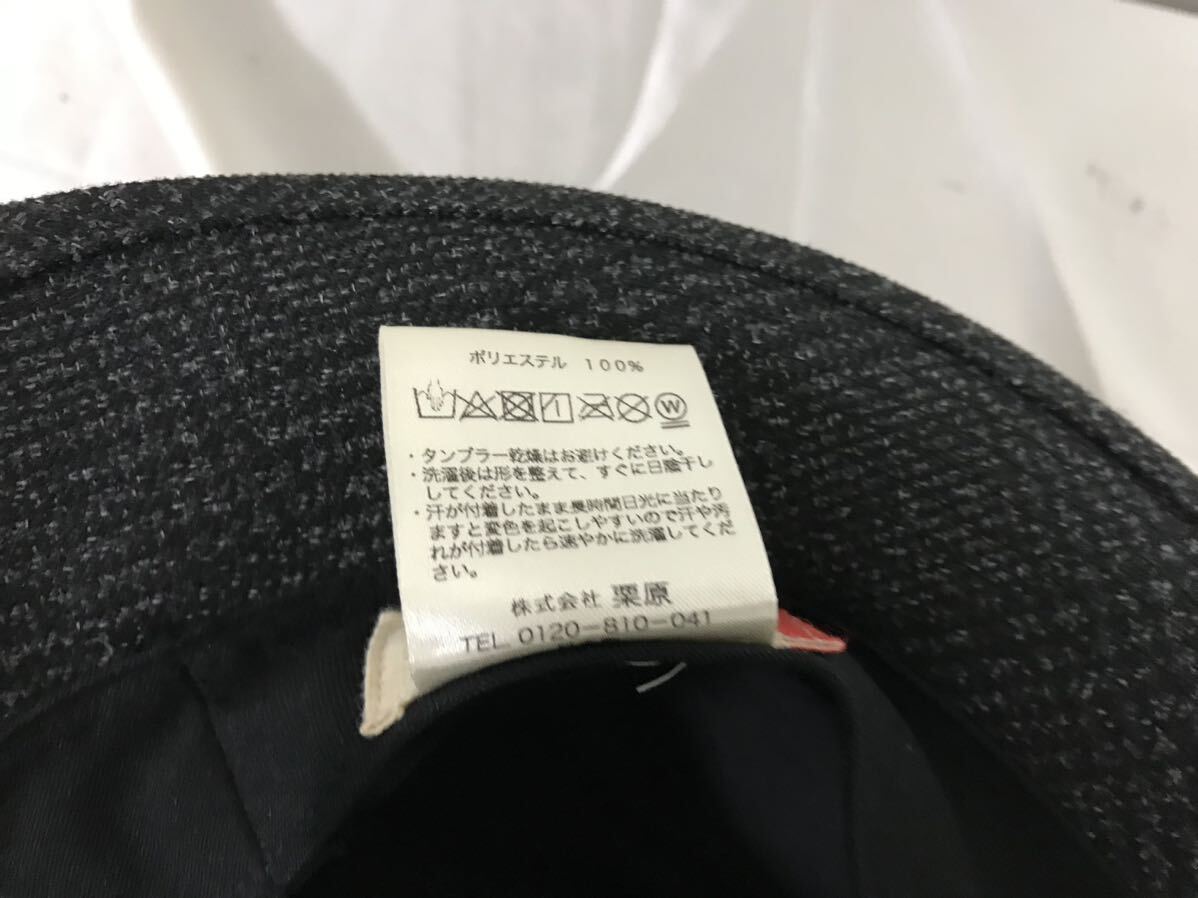 ポリエステル 100%
W
・タンブラー乾燥はお避けください。
・洗濯後は形を整えて、すぐに日陰干し
してください。
・汗が付着したまま長時間日光に当たり
ますと変色を起こしやすいので汗や汚
れが付着したら速やかに洗濯してくだ
さい。
株式会社 栗原
TEL 0120-810-041